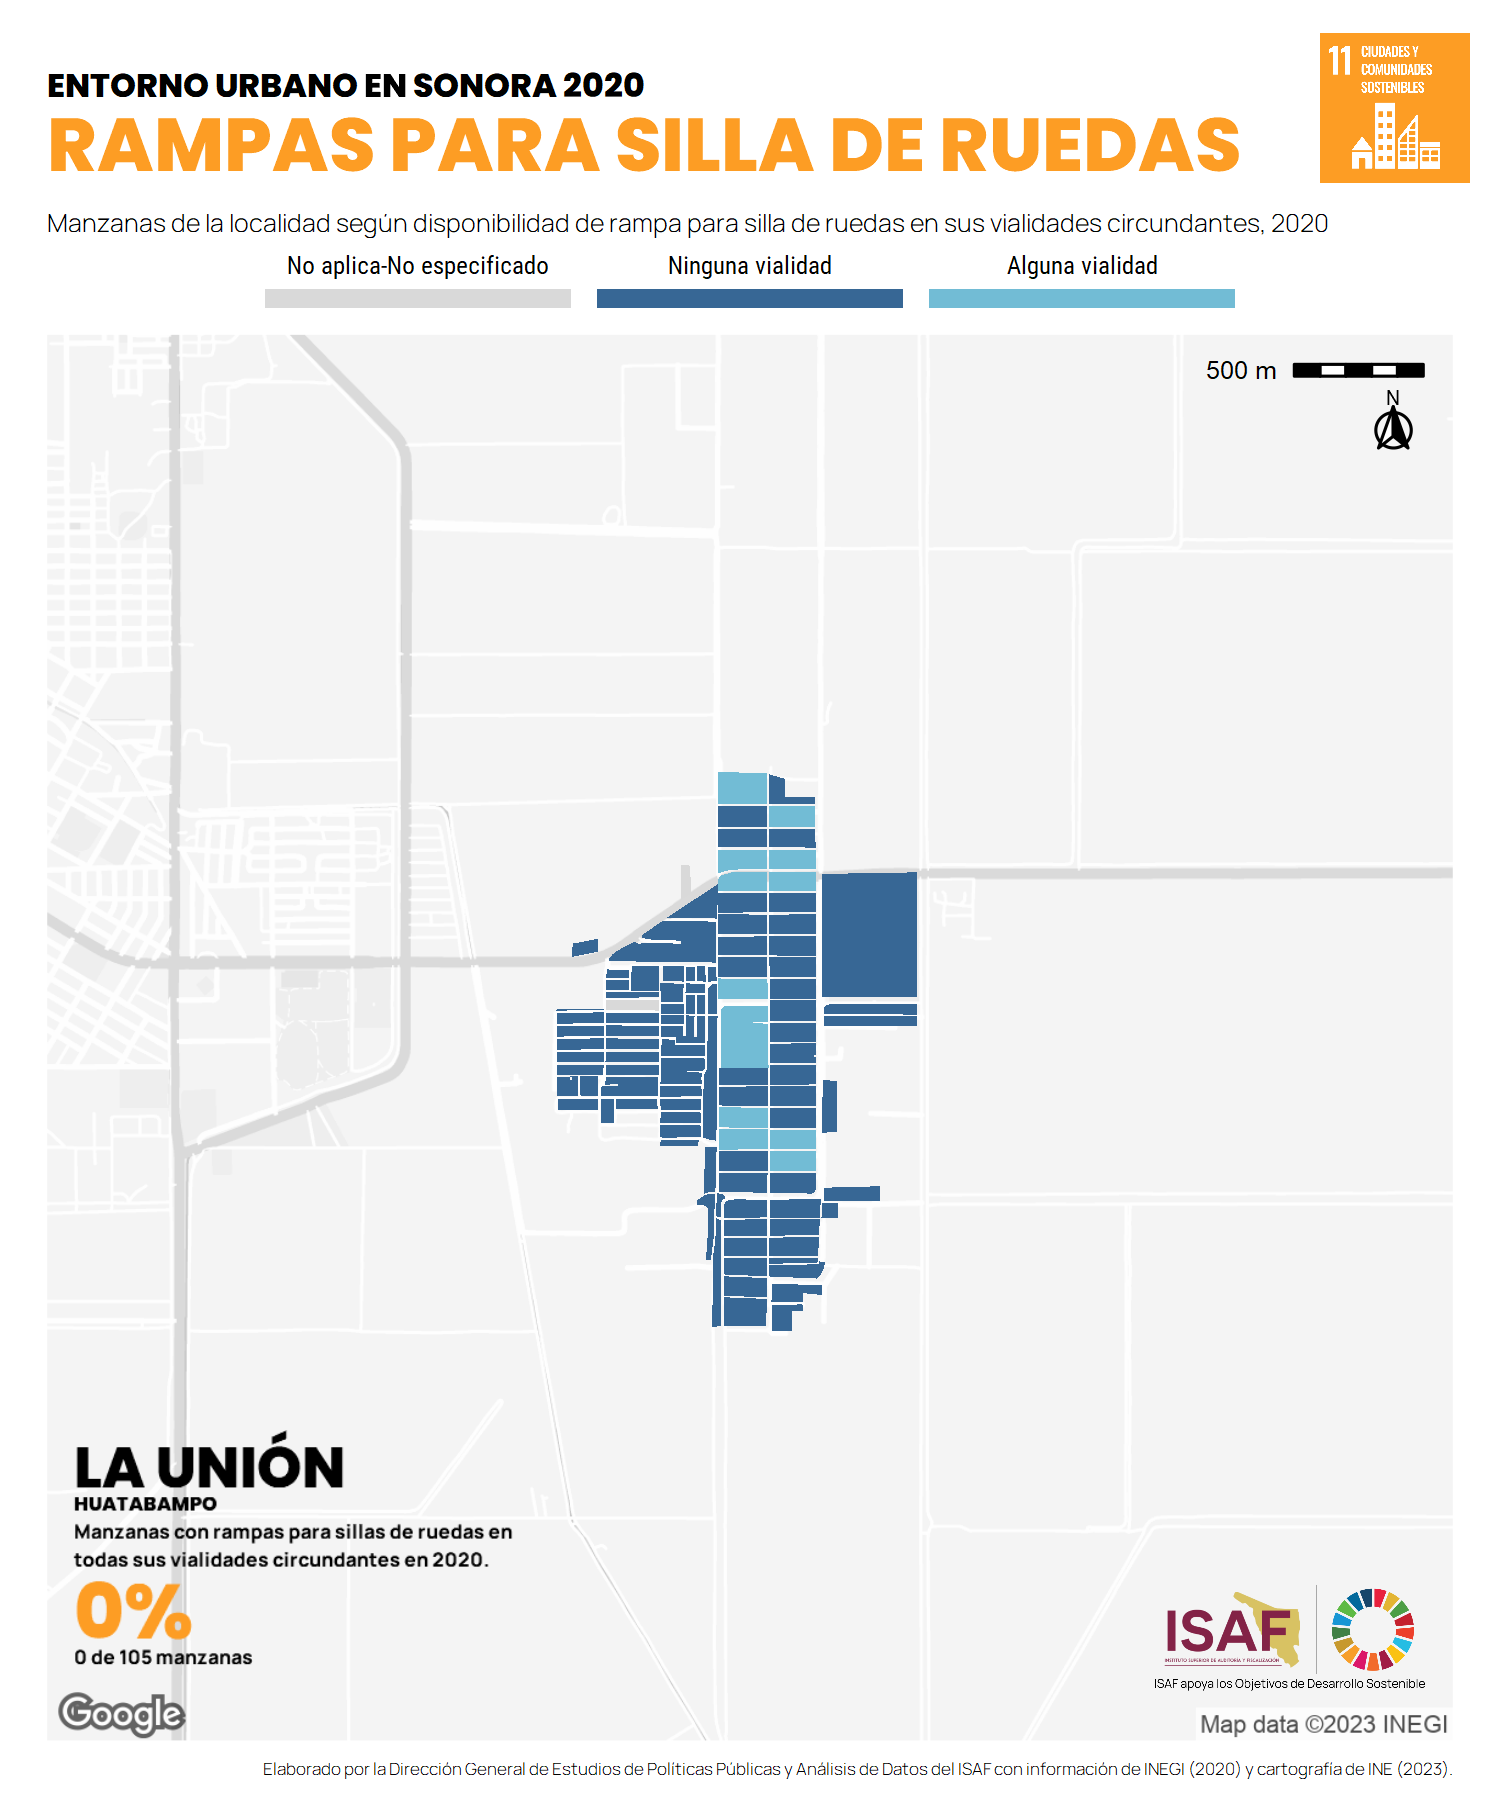 ENTORNO URBANO EN SONORA 2020
RAMPAS PARA SILLA DE RUEDAS
11 CIUDADES Y
COMUNIDADES
SOSTENIBLES
Manzanas de la localidad según disponibilidad de rampa para silla de ruedas en sus vialidades circundantes, 2020
No aplica-No especificado Ninguna vialidad Alguna vialidad
500 m
N
LA UNIÓN
HUATABAMPO
Manzanas con rampas para sillas de ruedas en
todas sus vialidades circundantes en 2020.
0%
0 de 105 manzanas
ISAF
INSTITUTO SUPERIOR DE AUDITORÍA Y FISCALIZACIÓN
ISAF apoya los Objetivos de Desarrollo Sostenible
Google
Map data ©2023 INEGI
Elaborado por la Dirección General de Estudios de Políticas Públicas y Análisis de Datos del ISAF con información de INEGI (2020) y cartografía de INE (2023).